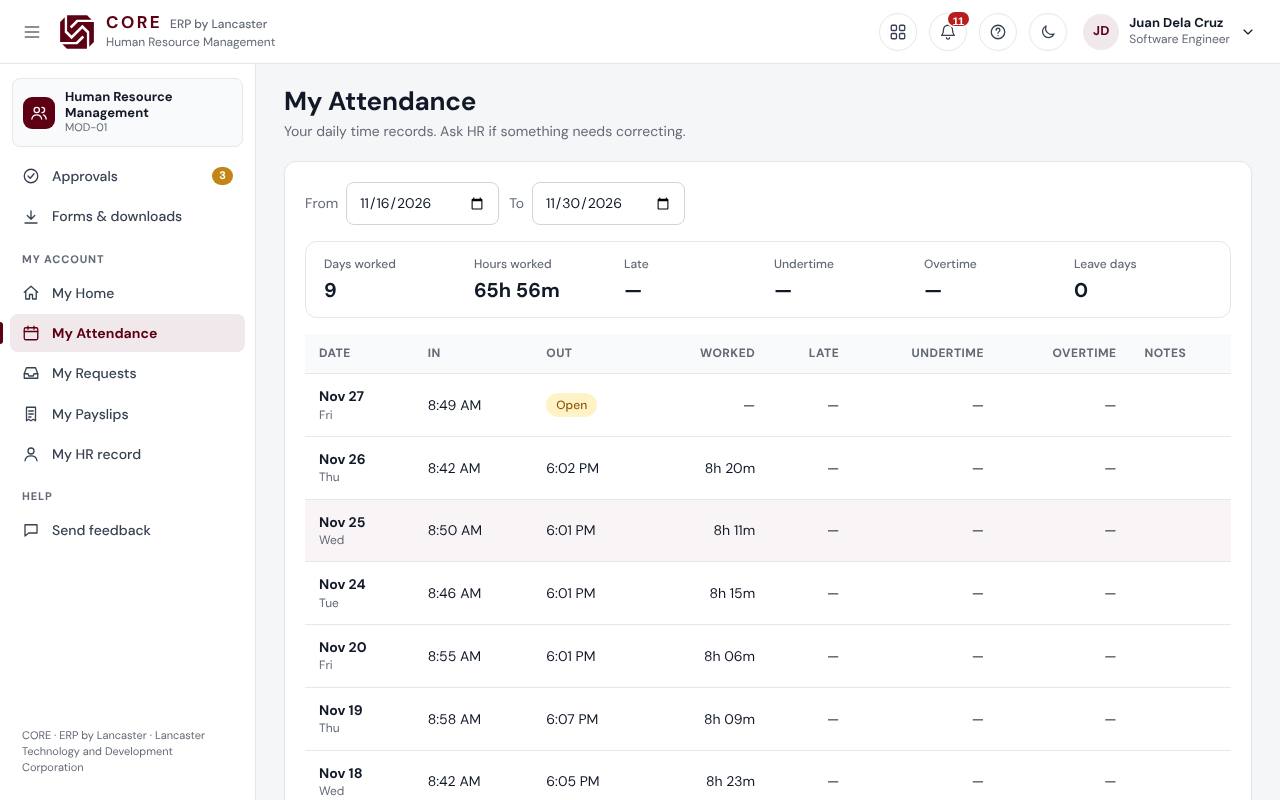 CORE ERP by Lancaster
Human Resource Management
11
JD
Juan Dela Cruz
Software Engineer
Human Resource
Management
MOD-01
Approvals 3
Forms & downloads
MY ACCOUNT
My Home
My Attendance
My Requests
My Payslips
My HR record
HELP
Send feedback
CORE · ERP by Lancaster · Lancaster
Technology and Development
Corporation
My Attendance
Your daily time records. Ask HR if something needs correcting.
From 11/16/2026 To 11/30/2026
Days worked Hours worked Late Undertime Overtime Leave days
9 65h 56m — — — 0
DATE IN OUT WORKED LATE UNDERTIME OVERTIME NOTES
Nov 27
Fri
8:49 AM Open — — — —
Nov 26
Thu
8:42 AM 6:02 PM 8h 20m — — —
Nov 25
Wed
8:50 AM 6:01 PM 8h 11m — — —
Nov 24
Tue
8:46 AM 6:01 PM 8h 15m — — —
Nov 20
Fri
8:55 AM 6:01 PM 8h 06m — — —
Nov 19
Thu
8:58 AM 6:07 PM 8h 09m — — —
Nov 18
Wed
8:42 AM 6:05 PM 8h 23m — — —